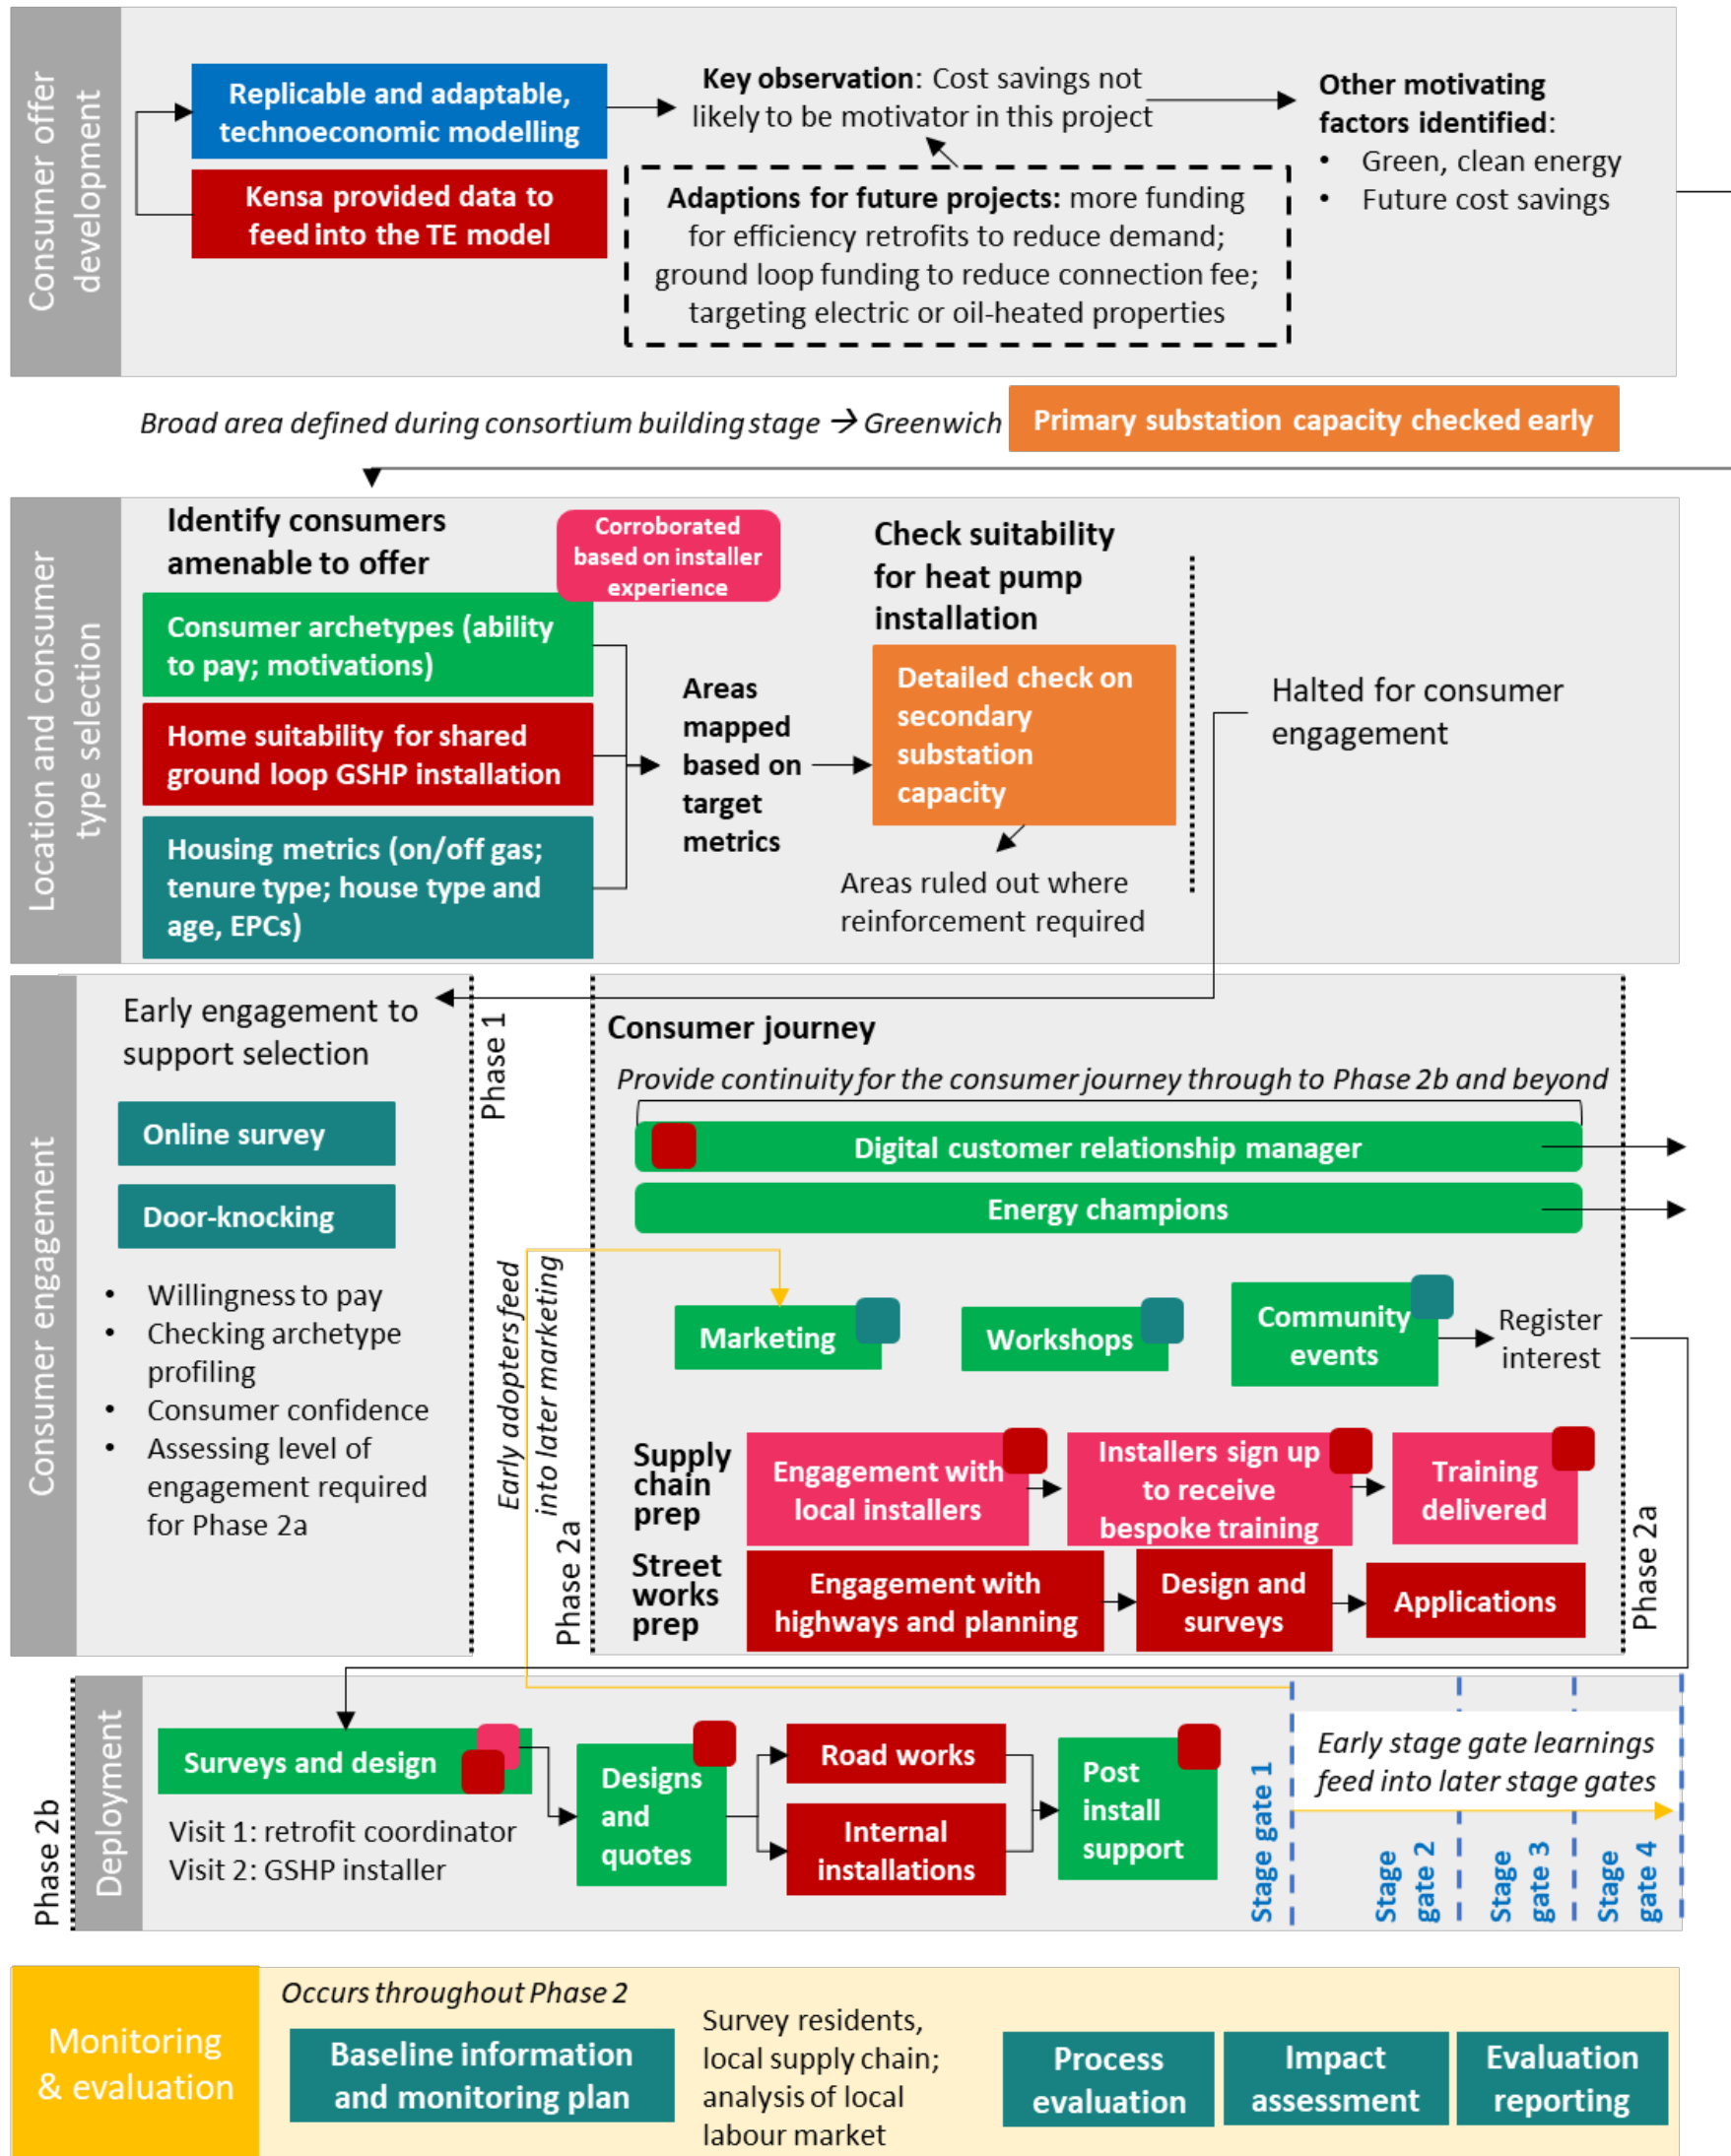 Consumer offer
development
Replicable and adaptable,
technoeconomic modelling
Kensa provided data to
feed into the TE model
Key observation: Cost savings not
likely to be motivator in this project
Adaptions for future projects: more funding
for efficiency retrofits to reduce demand;
ground loop funding to reduce connection fee;
targeting electric or oil-heated properties
Other motivating
factors identified:
• Green, clean energy
• Future cost savings
Broad area defined during consortium building stage → Greenwich
Primary substation capacity checked early
Location and consumer
type selection
Identify consumers
amenable to offer
Corroborated
based on installer
experience
Consumer archetypes (ability
to pay; motivations)
Home suitability for shared
ground loop GSHP installation
Housing metrics (on/off gas;
tenure type; house type and
age, EPCs)
Areas
mapped
based on
target
metrics
Check suitability
for heat pump
installation
Detailed check on
secondary
substation
capacity
Areas ruled out where
reinforcement required
Halted for consumer
engagement
Consumer engagement
Early engagement to
support selection
Online survey
Door-knocking
• Willingness to pay
• Checking archetype
profiling
• Consumer confidence
• Assessing level of
engagement required
for Phase 2a
Phase 1
Early adopters feed
into later marketing
Phase 2a
Consumer journey
Provide continuity for the consumer journey through to Phase 2b and beyond
Digital customer relationship manager
Energy champions
Marketing
Workshops
Community
events
Register
interest
Supply
chain
prep
Engagement with
local installers
Installers sign up
to receive
bespoke training
Training
delivered
Street
works
prep
Engagement with
highways and planning
Design and
surveys
Applications
Phase 2a
Phase 2b
Deployment
Surveys and design
Visit 1: retrofit coordinator
Visit 2: GSHP installer
Designs
and
quotes
Road works
Internal
installations
Post
install
support
Stage gate 1
Early stage gate learnings
feed into later stage gates
Stage
gate 2
Stage
gate 3
Stage
gate 4
Monitoring
& evaluation
Occurs throughout Phase 2
Baseline information
and monitoring plan
Survey residents,
local supply chain;
analysis of local
labour market
Process
evaluation
Impact
assessment
Evaluation
reporting